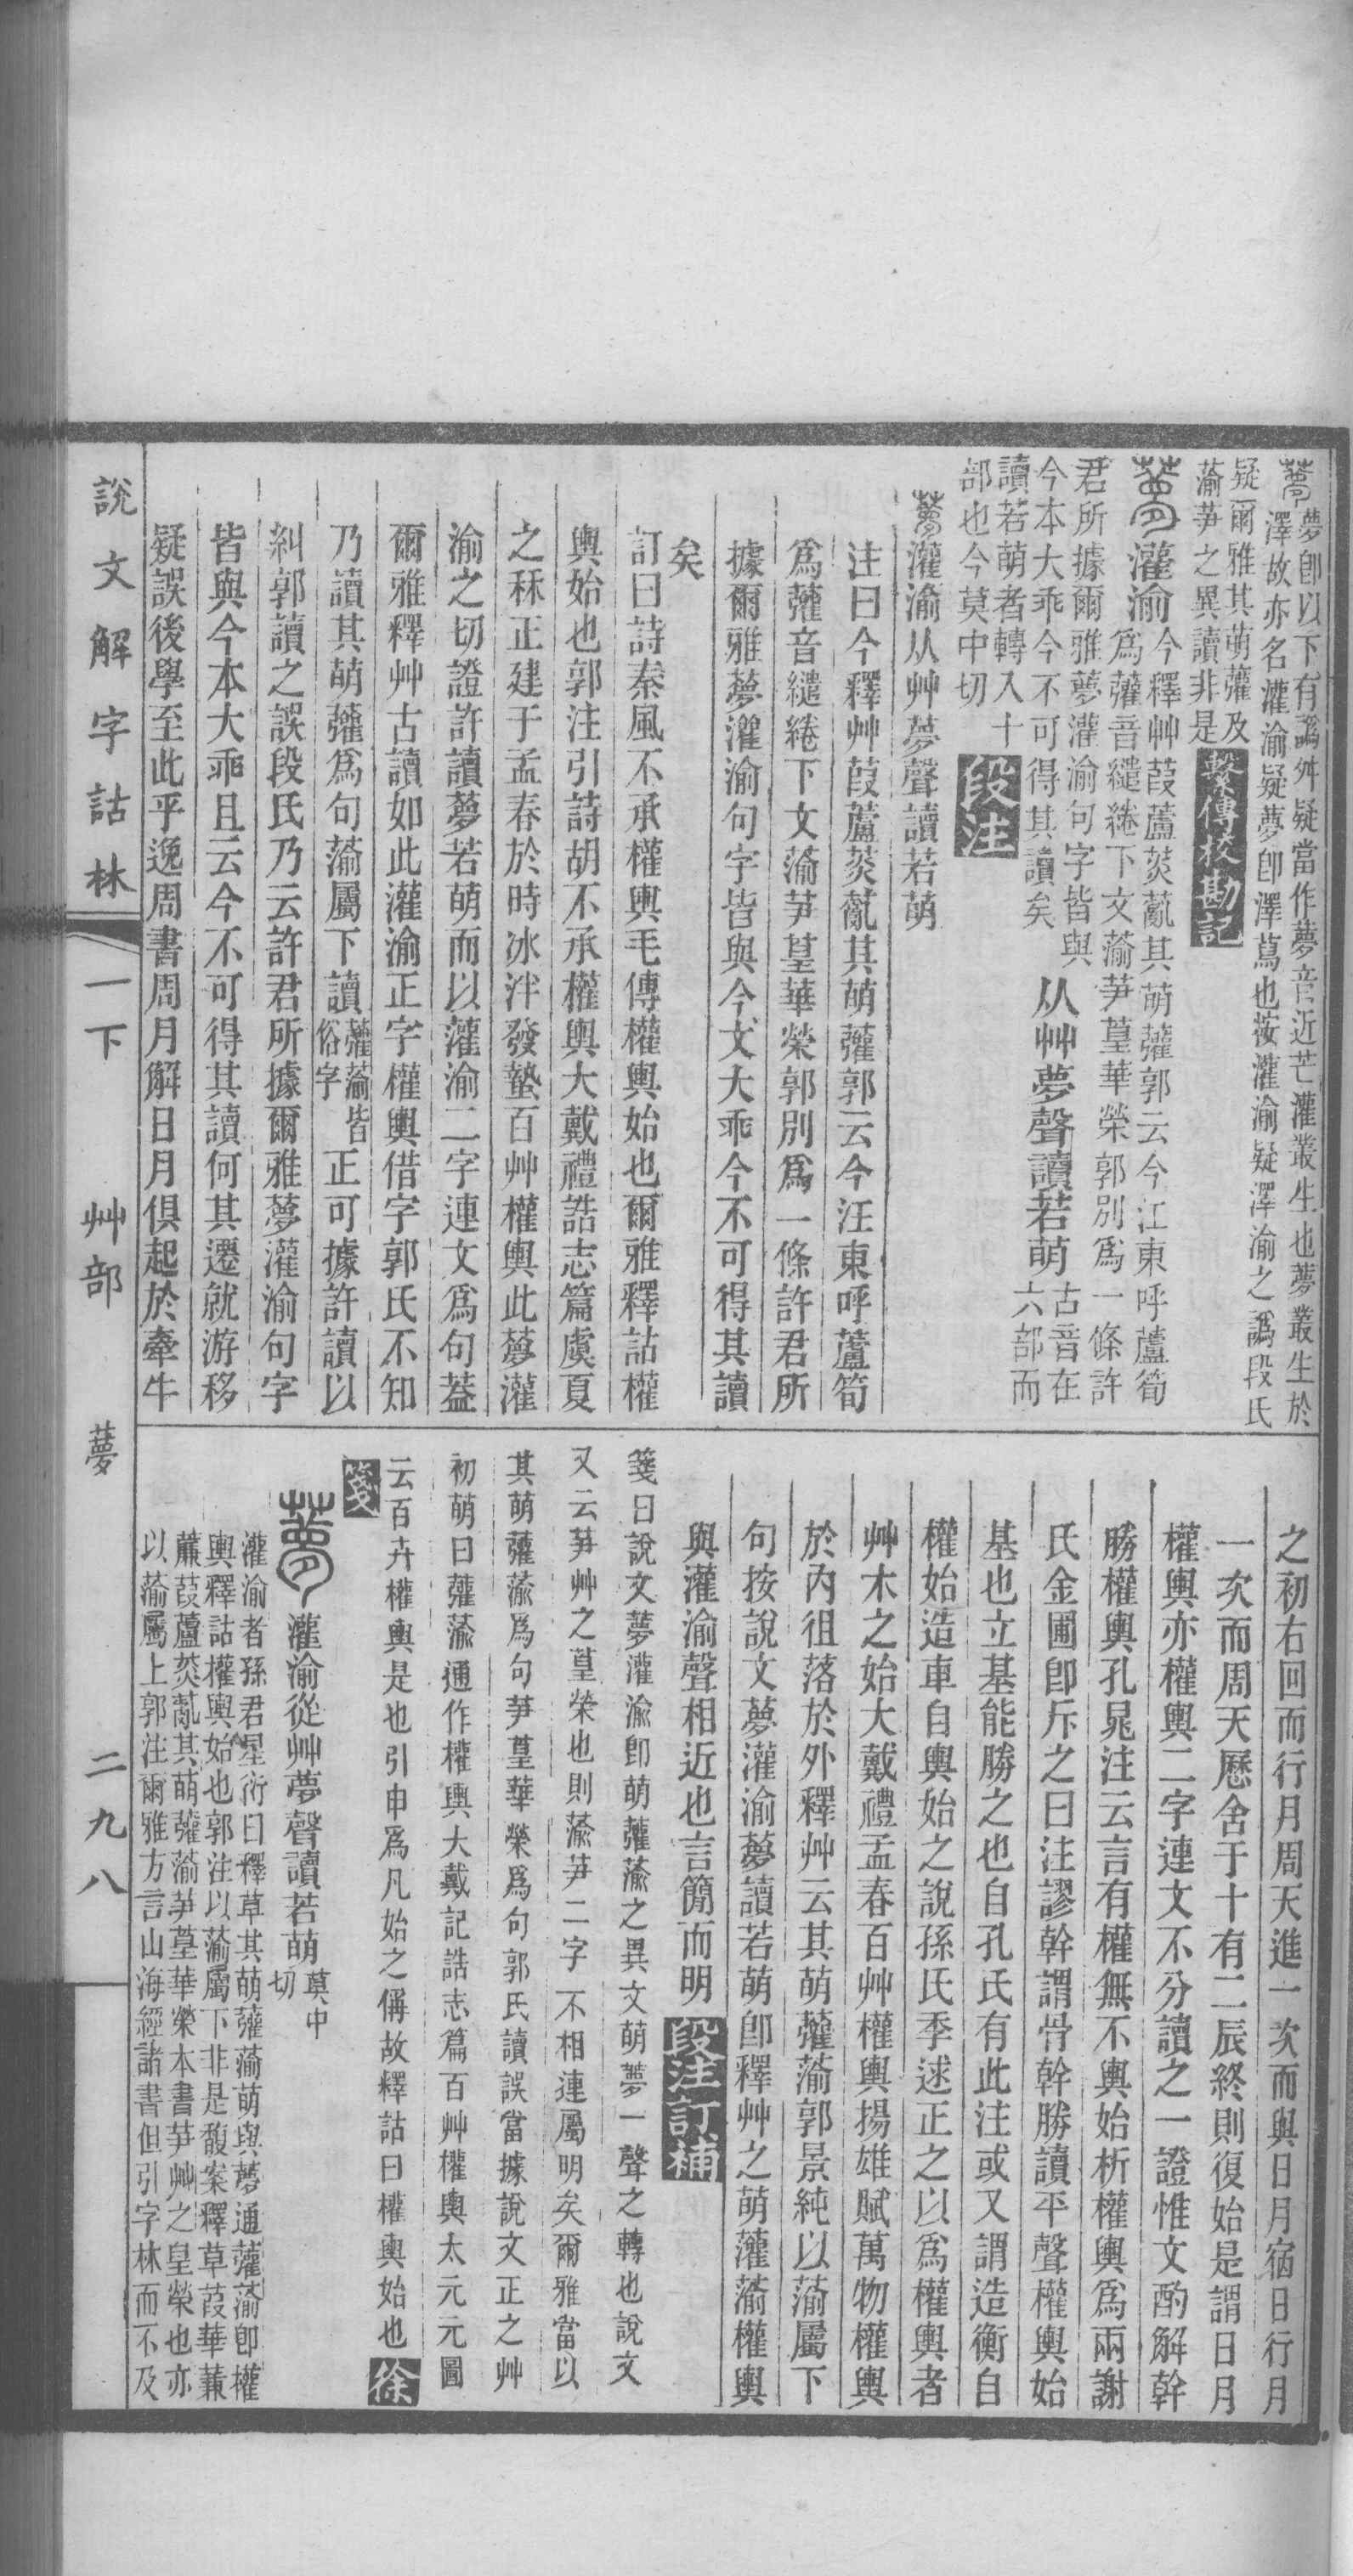 夢卽以下有譌舛疑當作夢音近芒灌叢生也夢叢生於
澤故亦名灌渝疑夢卽澤蕮也按灌渝疑澤渝之譌段氏
疑爾雅其萌虇及
蕍芛之異讀非是
繫傳校勘記
灌渝
今釋艸葭蘆菼薍其萌虇郭云今江東呼蘆筍
爲虇音繾綣下文蕍芛葟華榮郭別爲一條許
君所據爾雅夢灌渝句字皆與
今本大乖今不可得其讀矣
从艸夢聲讀若萌
古音在
六部而
讀若萌者轉入十
部也今莫中切
段注
灌渝从艸夢聲讀若萌
注曰今釋艸葭蘆菼薍其萌虇郭云今汪東呼蘆筍
爲虇音繾綣下文蕍芛葟華榮郭別爲一條許君所
據爾雅夢灌渝句字皆與今文大乖今不可得其讀
矣
訂曰詩秦風不承權輿毛傳權輿始也爾雅釋詁權
輿始也郭注引詩胡不承權輿大戴禮誥志篇虞夏
之秝正建于孟春於時冰泮發蟄百艸權輿此夢灌
渝之切證許讀夢若萌而以灌渝二字連文爲句葢
爾雅釋艸古讀如此灌渝正字權輿借字郭氏不知
乃讀其萌虇爲句蕍屬下讀
虇蕍皆
俗字
正可據許讀以
糾郭讀之誤段氏乃云許君所據爾雅夢灌渝句字
皆與今本大乖且云今不可得其讀何其遷就游移
疑誤後學至此乎逸周書周月解日月俱起於牽牛
之初右回而行月周天進一次而與日月宿日行月
一次而周天歷舍于十有二辰終則復始是謂日月
權輿亦權輿二字連文不分讀之一證惟文酌解幹
勝權輿孔晁注云言有權無不輿始析權輿爲兩謝
氏金圃卽斥之曰注謬幹謂骨幹勝讀平聲權輿始
基也立基能勝之也自孔氏有此注或又謂造衡自
權始造車自輿始之說孫氏季逑正之以爲權輿者
艸木之始大戴禮孟春百艸權輿揚雄賦萬物權輿
於內徂落於外釋艸云其萌虇蕍郭景純以蕍屬下
句按說文夢灌渝夢讀若萌卽釋艸之萌虇蕍權輿
與灌渝聲相近也言簡而明
段注訂補
箋曰說文夢灌渝卽萌虇蕍之異文萌夢一聲之轉也說文
又云芛艸之葟榮也則蕍芛二字不相連屬明矣爾雅當以
其萌虇蕍爲句芛葟華榮爲句郭氏讀誤當據說文正之艸
初萌曰虇蕍通作權輿大戴記誥志篇百艸權輿太元元圖
云百卉權輿是也引申爲凡始之偁故釋詁曰權輿始也
徐
箋
灌渝從艸夢聲讀若萌
莫中
切
灌渝者孫君星衍曰釋草其萌虇蕍萌與夢通虇蕍卽權
輿釋詁權輿始也郭注以蕍屬下非是馥案釋草葭華蒹
薕葭蘆菼薍其萌虇蕍芛葟華榮本書芛艸之皇榮也亦
以蕍屬上郭注爾雅方言山海經諸書但引字林而不及
說文解字詁林
一下
艸部
夢
二九八